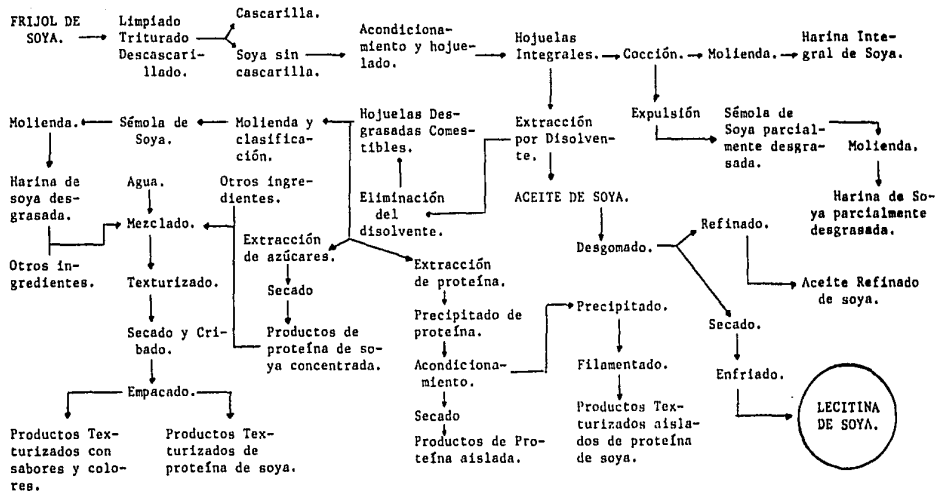 FRIJOL DE
SOYA.
Limpiado
Triturado
Descascari-
llado.
Cascarilla.
Soya sin
cascarilla.
Acondiciona-
miento y hojue-
lado.
Hojuelas
Integrales.
Cocción.
Molienda.
Harina Inte-
gral de Soya.
Molienda.
Sémola de
Soya.
Molienda y
clasifica-
ción.
Hojuelas Des-
grasadas Comes-
tibles.
Extracción
por Disolven-
te.
Expulsión
Sémola de
Soya parcial-
mente desgra-
sada.
Molienda.
Harina de So-
ya parcialmente
desgrasada.
Harina de
soya des-
grasada.
Otros in-
gredientes.
Agua.
Mezclado.
Otros ingre-
dientes.
Eliminación
del
disolvente.
ACEITE DE SOYA.
Desgomado.
Refinado.
Aceite Refinado
de soya.
Extracción
de azúcares.
Secado
Productos de
proteína de so-
ya concentrada.
Texturizado.
Secado y Cri-
bado.
Empacado.
Productos Tex-
turizados con
sabores y colo-
res.
Productos Tex-
turizados de
proteína de soya.
Extracción
de proteína.
Precipitado de
proteína.
Acondiciona-
miento.
Secado
Productos de Pro-
teína aislada.
Precipitado.
Filamentado.
Productos Tex-
turizados aisla-
dos de proteína
de soya.
Secado.
Enfriado.
LECITINA
DE SOYA.